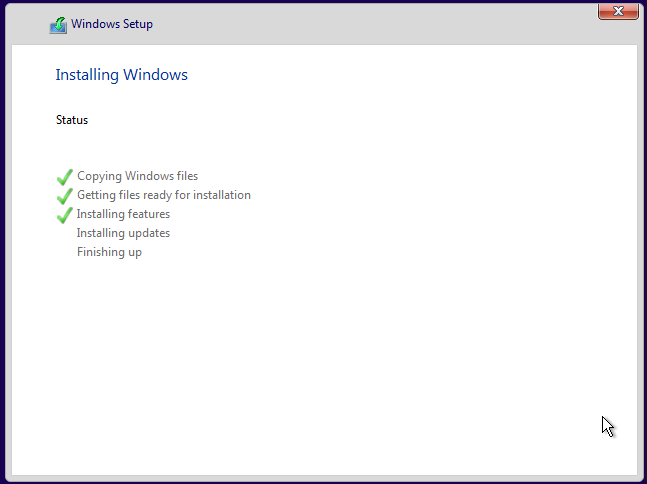 Windows Setup
Installing Windows
Status
Copying Windows files
Getting files ready for installation
Installing features
Installing updates
Finishing up